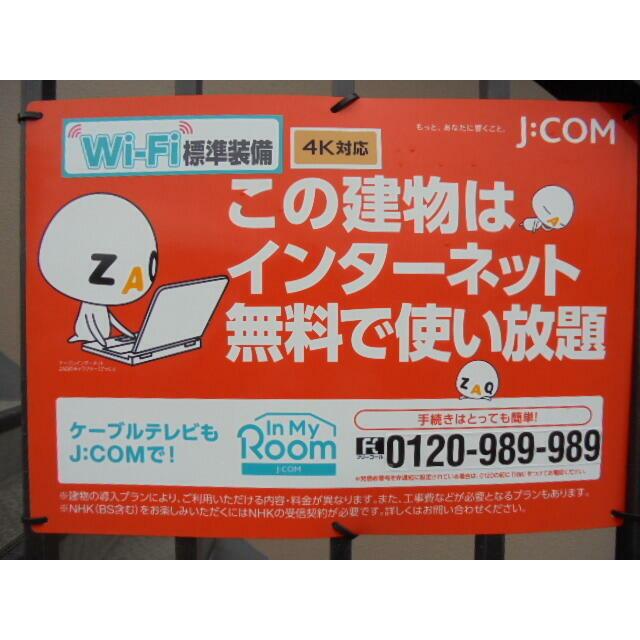 もっと、あなたに響くこと。
J:COM
Wi-Fi 標準装備
4K対応
この建物は
インターネット
無料で使い放題
ZAQ
ZAQ
ケーブルテレビも
J:COMで!
In My
Room
J:COM
手続きはとっても簡単!
フリーコール
0120-989-989
※建物の導入プランにより、ご利用いただける内容・料金が異なります。また、工事費などが必要となるプランもあります。
※NHK(BS含む)をお楽しみいただくにはNHKの受信契約が必要です。詳しくはお問い合わせください。